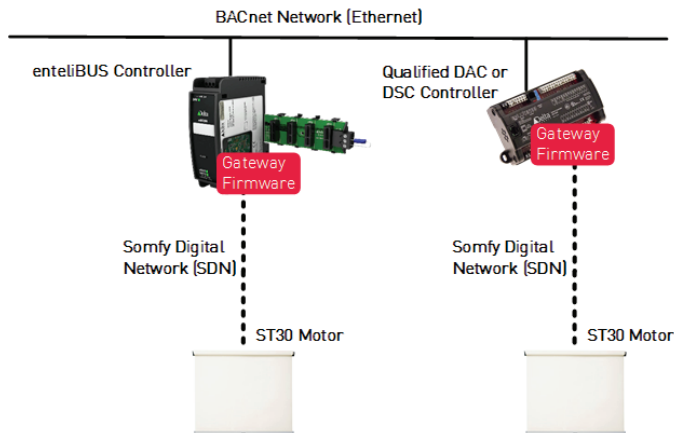 BACnet Network (Ethernet)
enteliBUS Controller
Qualified DAC or
DSC Controller
Gateway
Firmware
Gateway
Firmware
Somfy Digital
Network (SDN)
Somfy Digital
Network (SDN)
ST30 Motor
ST30 Motor